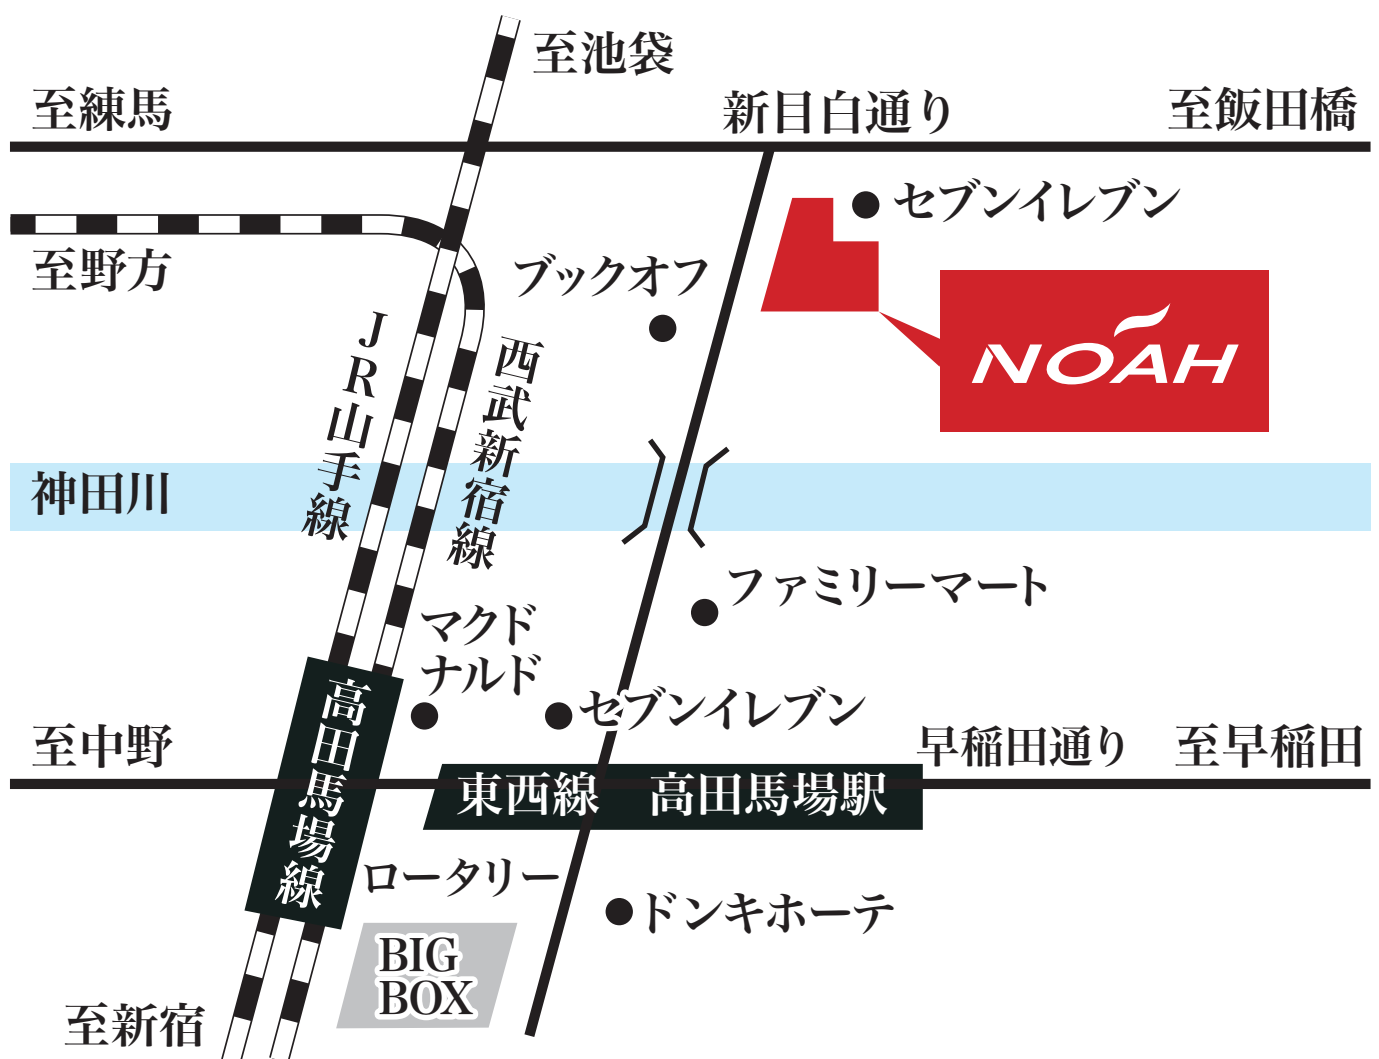 至池袋
至練馬
新目白通り
至飯田橋
セブンイレブン
至野方
ブックオフ
NOAH
JR山手線
西武新宿線
神田川
ファミリーマート
マクド
ナルド
セブンイレブン
至中野
早稲田通り
至早稲田
高田馬場線
東西線 高田馬場駅
ロータリー
ドンキホーテ
BIG
BOX
至新宿